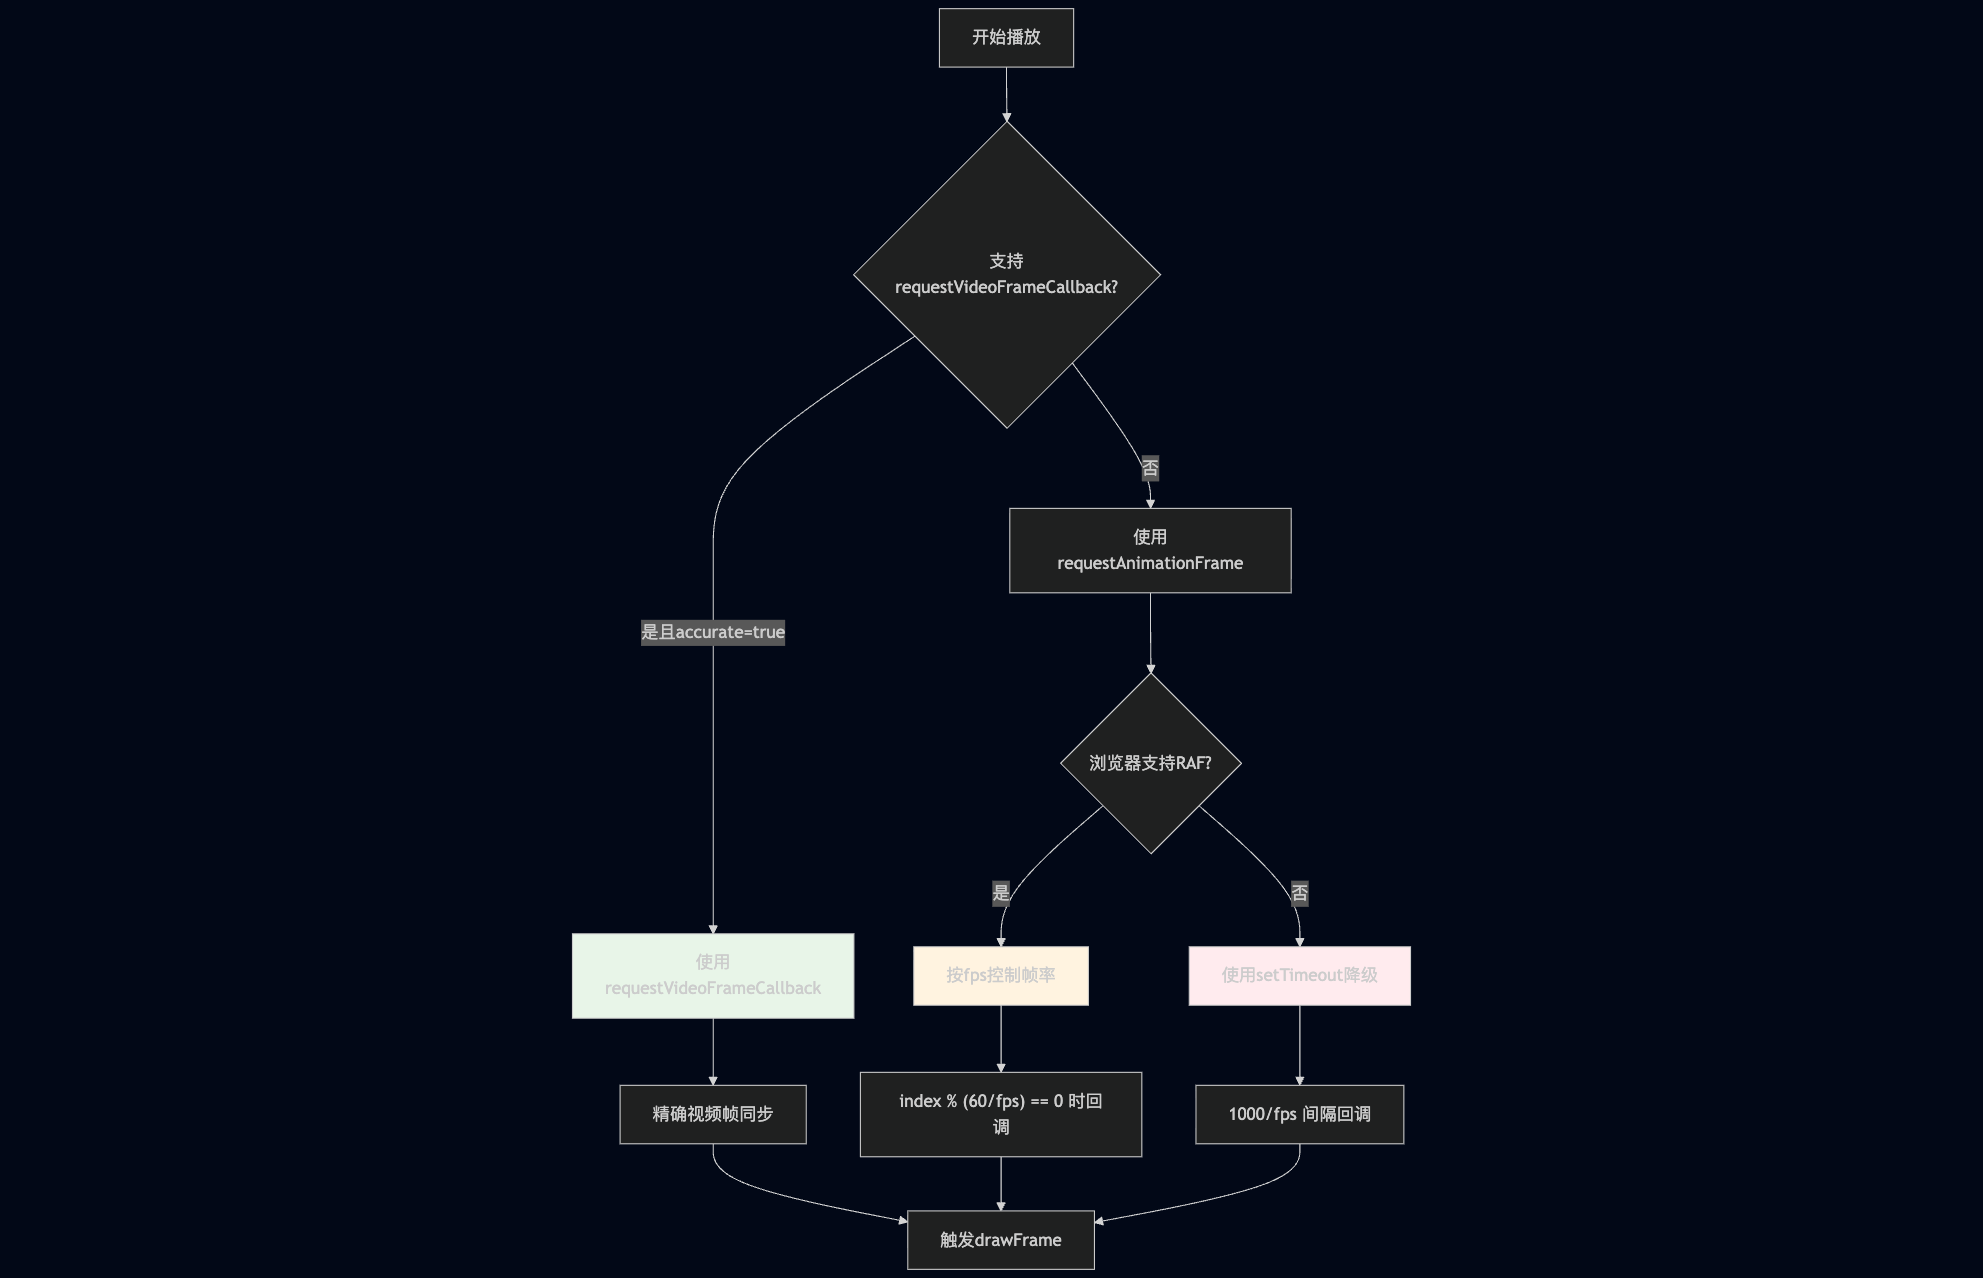 开始播放
支持
requestVideoFrameCallback?
否
使用
requestAnimationFrame
是且accurate=true
浏览器支持RAF?
是
否
使用
requestVideoFrameCallback
按fps控制帧率
使用setTimeout降级
精确视频帧同步
index % (60/fps) == 0 时回
调
1000/fps 间隔回调
触发drawFrame